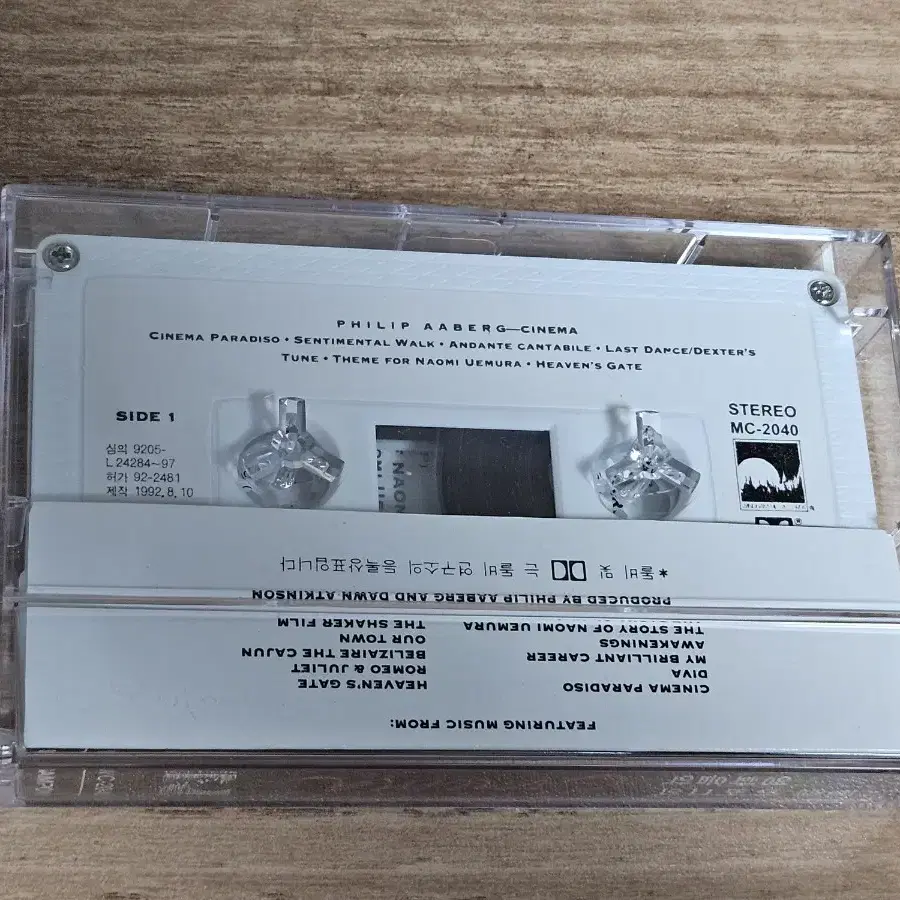 PHILIP AABERG—CINEMA
CINEMA PARADISO • SENTIMENTAL WALK • ANDANTE CANTABILE • LAST DANCE/DEXTER'S
TUNE • THEME FOR NAOMI UEMURA • HEAVEN'S GATE
SIDE 1
심의 9205-
L 24284~97
허가 92-2481
제작 1992.8.10
STEREO
MC-2040
NAOM
FEATURING MUSIC FROM:
CINEMA PARADISO
DIVA
MY BRILLIANT CAREER
AWAKENINGS
THE STORY OF NAOMI UEMURA
HEAVEN'S GATE
ROMEO & JULIET
BELIZAIRE THE CAJUN
OUR TOWN
THE SHAKER FILM
PRODUCED BY PHILIP AABERG AND DAWN ATKINSON
*돌비 및 는 돌비 연구소의 등록상표입니다